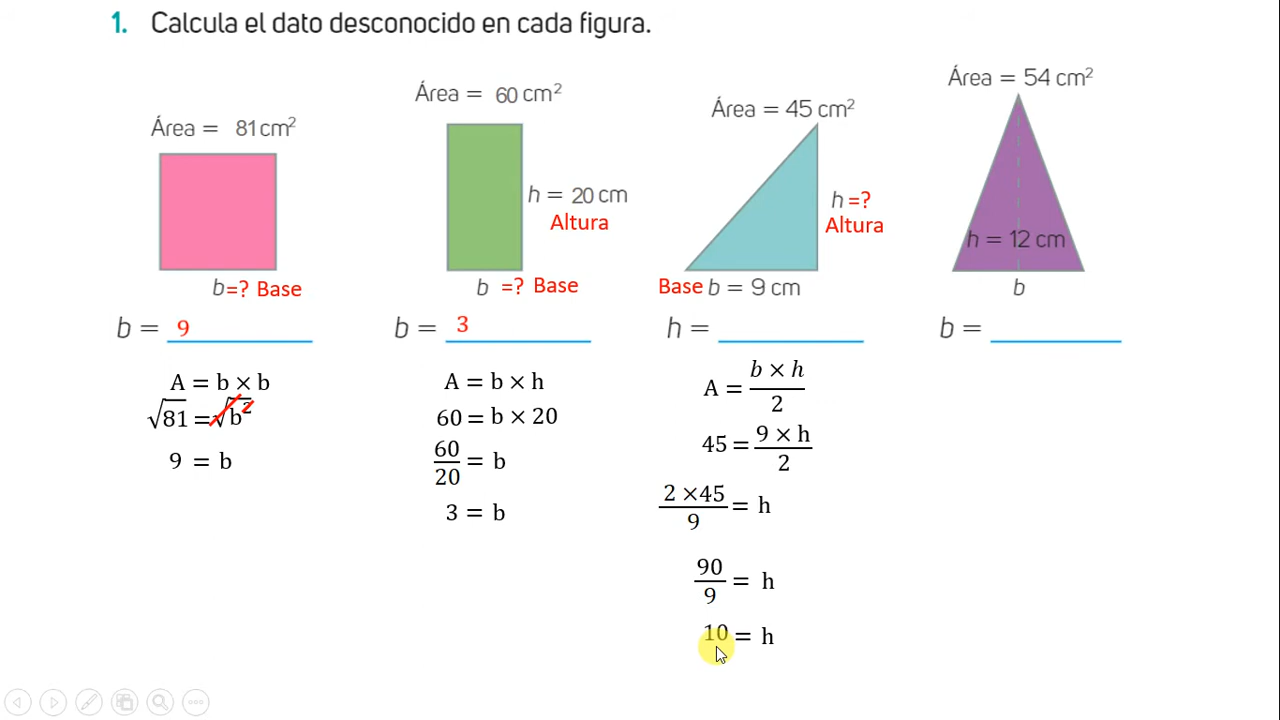 1. Calcula el dato desconocido en cada figura.
Área = 81 cm²
b=? Base
b = 9
A = b × b
√81 = √b²
9 = b
Área = 60 cm²
h = 20 cm
Altura
b =? Base
b = 3
A = b × h
60 = b × 20
60/20 = b
3 = b
Área = 45 cm²
h =?
Altura
Base b = 9 cm
h =
A = b × h / 2
45 = 9 × h / 2
2 ×45 / 9 = h
90/9 = h
10 = h
Área = 54 cm²
h = 12 cm
b
b =